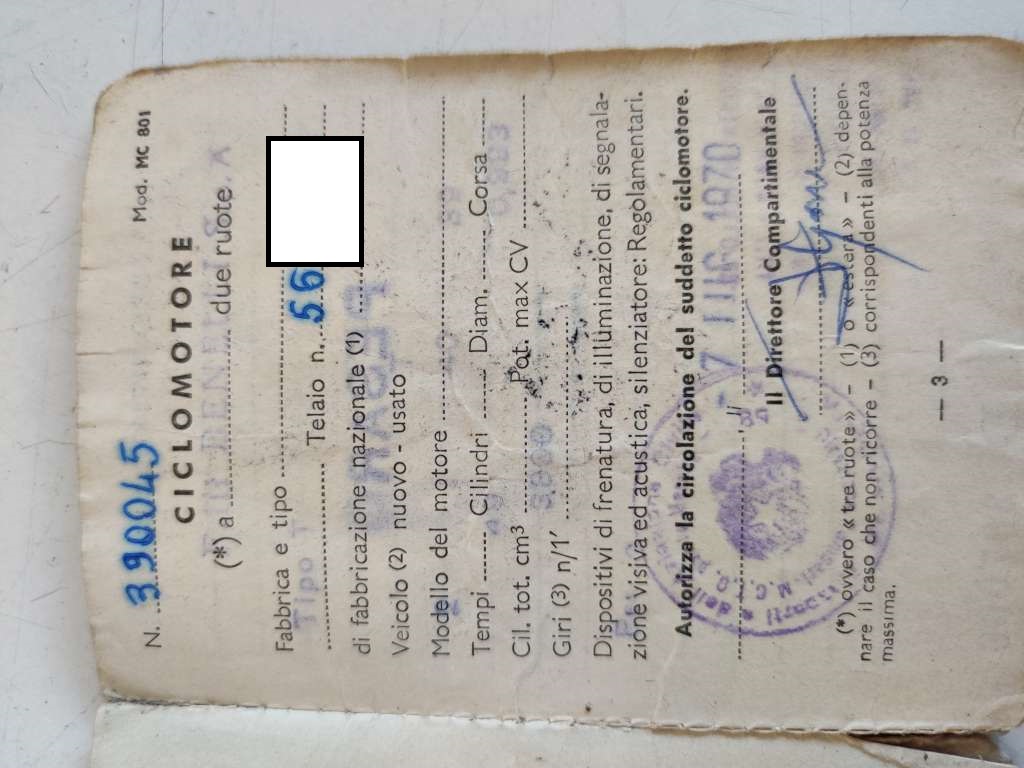 Mod. MC 801
N. 390045
CICLOMOTORE
(*) a due ruote
Fabbrica e tipo
Tipo Telaio n. 56
di fabbricazione nazionale (1)
Veicolo (2) nuovo - usato
Modello del motore
Tempi Cilindri Diam. Corsa
Cil. tot. cm³ Pot. max CV
Giri (3) n/1′
Dispositivi di frenatura, di illuminazione, di segnala-
zione visiva ed acustica, silenziatore: Regolamentari.
Autorizza la circolazione del suddetto ciclomotore.
-7 LUG. 1970
Il Direttore Compartimentale
(*) ovvero « tre ruote » – (1) o « estera » – (2) depen-
nare il caso che non ricorre – (3) corrispondenti alla potenza
massima.
— 3 —